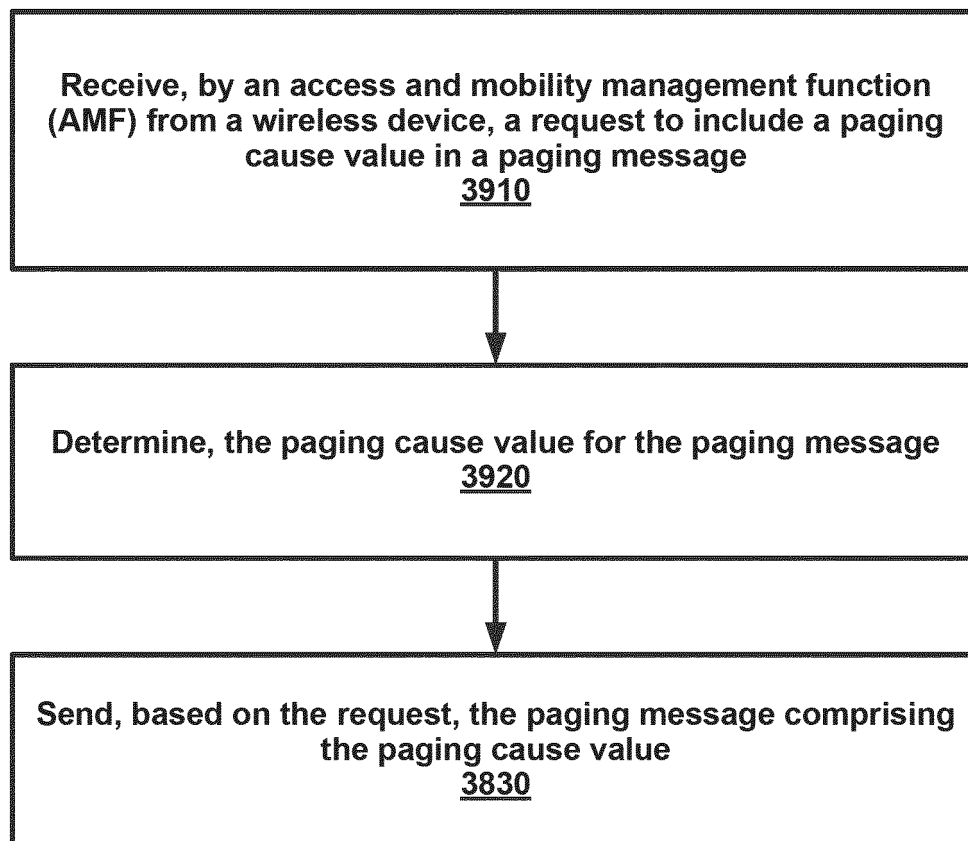 Receive, by an access and mobility management function
(AMF) from a wireless device, a request to include a paging
cause value in a paging message
3910
Determine, the paging cause value for the paging message
3920
Send, based on the request, the paging message comprising
the paging cause value
3830